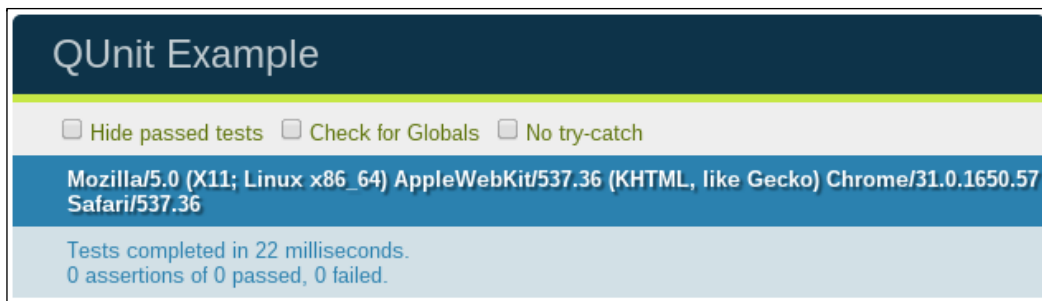 QUnit Example
Hide passed tests Check for Globals No try-catch
Mozilla/5.0 (X11; Linux x86_64) AppleWebKit/537.36 (KHTML, like Gecko) Chrome/31.0.1650.57
Safari/537.36
Tests completed in 22 milliseconds.
0 assertions of 0 passed, 0 failed.